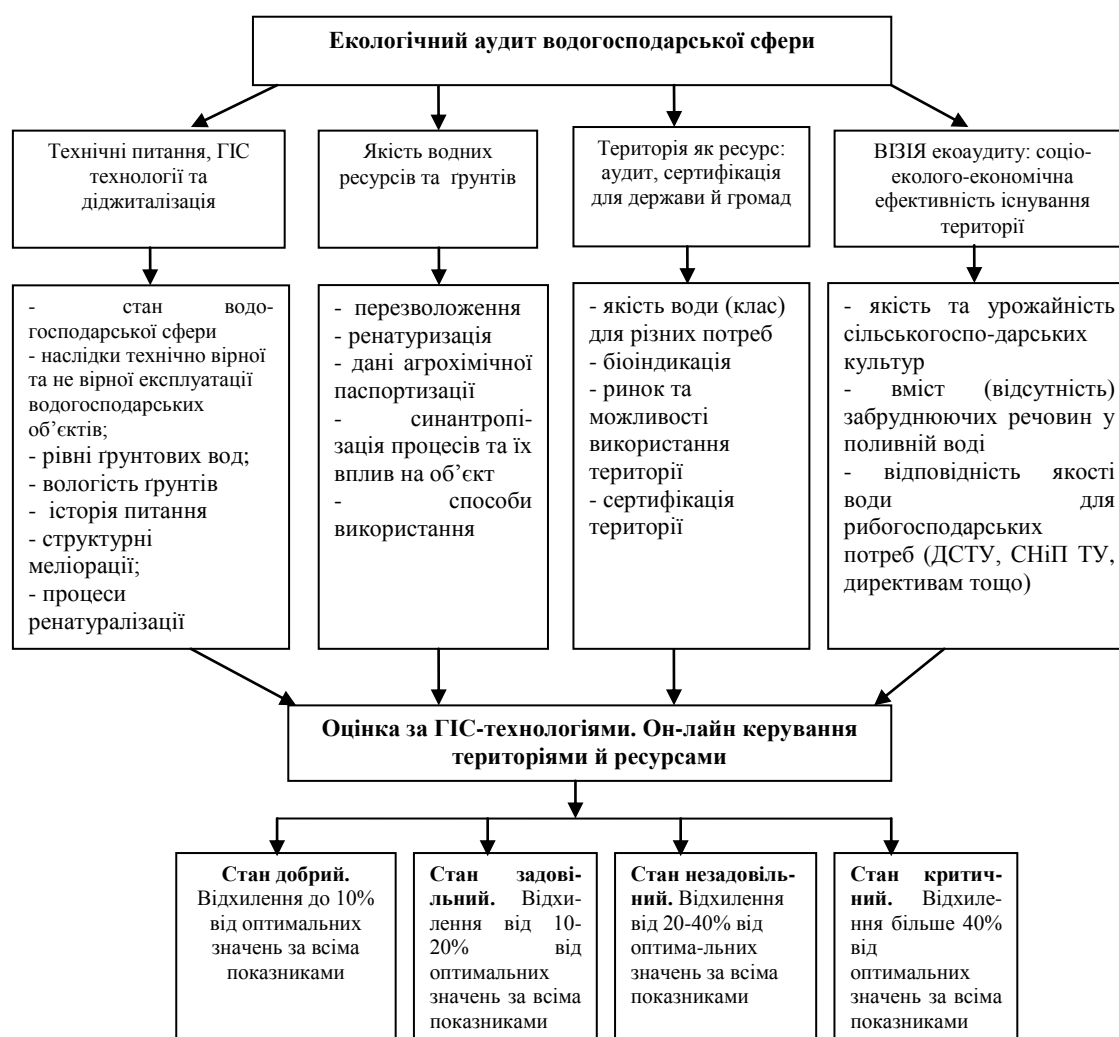 Екологічний аудит водогосподарської сфери
Технічні питання, ГІС
технології та
діджиталізація
Якість водних
ресурсів та ґрунтів
Територія як ресурс:
аудит, сертифікація
для держави й громад
ВІЗІЯ екоаудиту: соціо-
еколого-економічна
ефективність існування
території
- стан водо-
господарської сфери
- наслідки технічно вірної
та не вірної експлуатації
водогосподарських
об’єктів;
- рівні ґрунтових вод;
- вологість ґрунтів
- історія питання
- структурні
меліорації;
- процеси
ренатуралізації
- перезволоження
- ренатуризація
- дані агрохімічної
паспортизації
- синантропі-
зація процесів та їх
вплив на об’єкт
- способи
використання
- якість води (клас)
для різних потреб
- біоіндикація
- ринок та
можливості
використання
території
- сертифікація
території
- якість та урожайність
сільськогоспо-дарських
культур
- вміст (відсутність)
забруднюючих речовин у
поливній воді
- відповідність якості
води для
рибогосподарських
потреб (ДСТУ, СНіП ТУ,
директивам тощо)
Оцінка за ГІС-технологіями. Он-лайн керування
територіями й ресурсами
Стан добрий.
Відхилення до 10%
від оптимальних
значень за всіма
показниками
Стан задові-
льний. Відхи-
лення від 10-
20% від
оптимальних
значень за всіма
показниками
Стан незадовіль-
ний. Відхилення
від 20-40% від
оптима-льних
значень за всіма
показниками
Стан критич-
ний. Відхиле-
ння більше 40%
від
оптимальних
значень за всіма
показниками